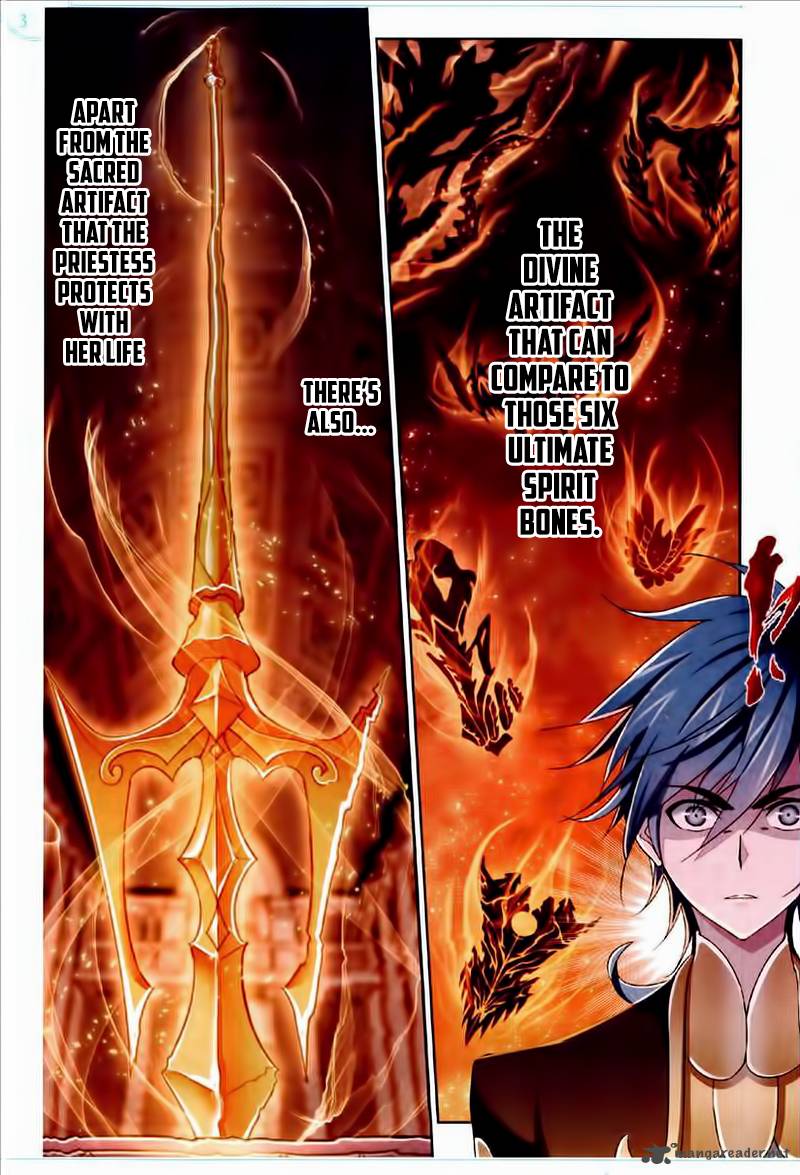 3
APART
FROM THE
SACRED
ARTIFACT
THAT THE
PRIESTESS
PROTECTS
WITH
HER LIFE
THERE'S
ALSO...
THE
DIVINE
ARTIFACT
THAT CAN
COMPARE TO
THOSE SIX
ULTIMATE
SPIRIT
BONES.
mangareader.net